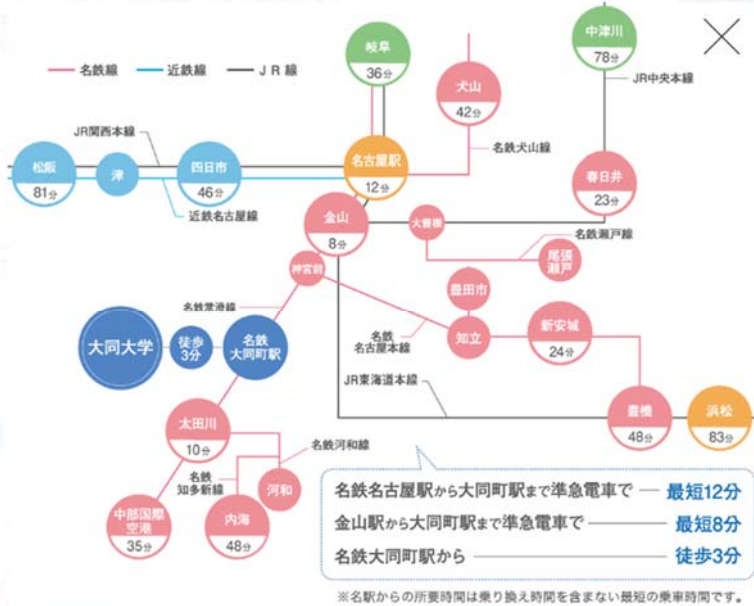 名鉄線
近鉄線
JR線
岐阜
36分
犬山
42分
中津川
78分
JR中央本線
JR関西本線
名鉄犬山線
松阪
81分
津
四日市
46分
名古屋駅
12分
春日井
23分
近鉄名古屋線
金山
8分
大曽根
名鉄瀬戸線
尾張
瀬戸
神宮前
豊田市
名鉄常滑線
大同大学
徒歩
3分
名鉄
大同町駅
名鉄
名古屋本線
知立
新安城
24分
JR東海道本線
太田川
10分
豊橋
48分
浜松
83分
名鉄河和線
名鉄
知多新線
河和
中部国際
空港
35分
内海
48分
名鉄名古屋駅から大同町駅まで準急電車で 最短12分
金山駅から大同町駅まで準急電車で 最短8分
名鉄大同町駅から 徒歩3分
※名駅からの所要時間は乗り換え時間を含まない最短の乗車時間です。